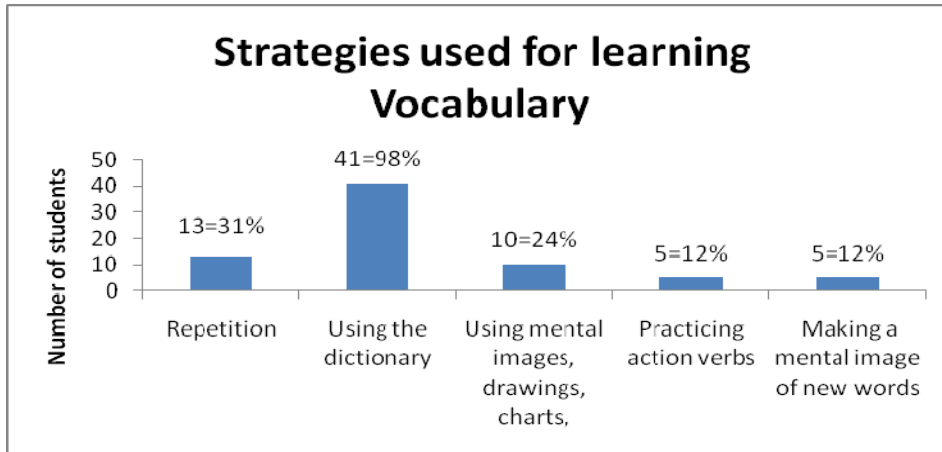 Strategies used for learning
Vocabulary
Number of students
50
40
30
20
10
0
13=31%
41=98%
10=24%
5=12%
5=12%
Repetition
Using the
dictionary
Using mental
images,
drawings,
charts,
Practicing
action verbs
Making a
mental image
of new words